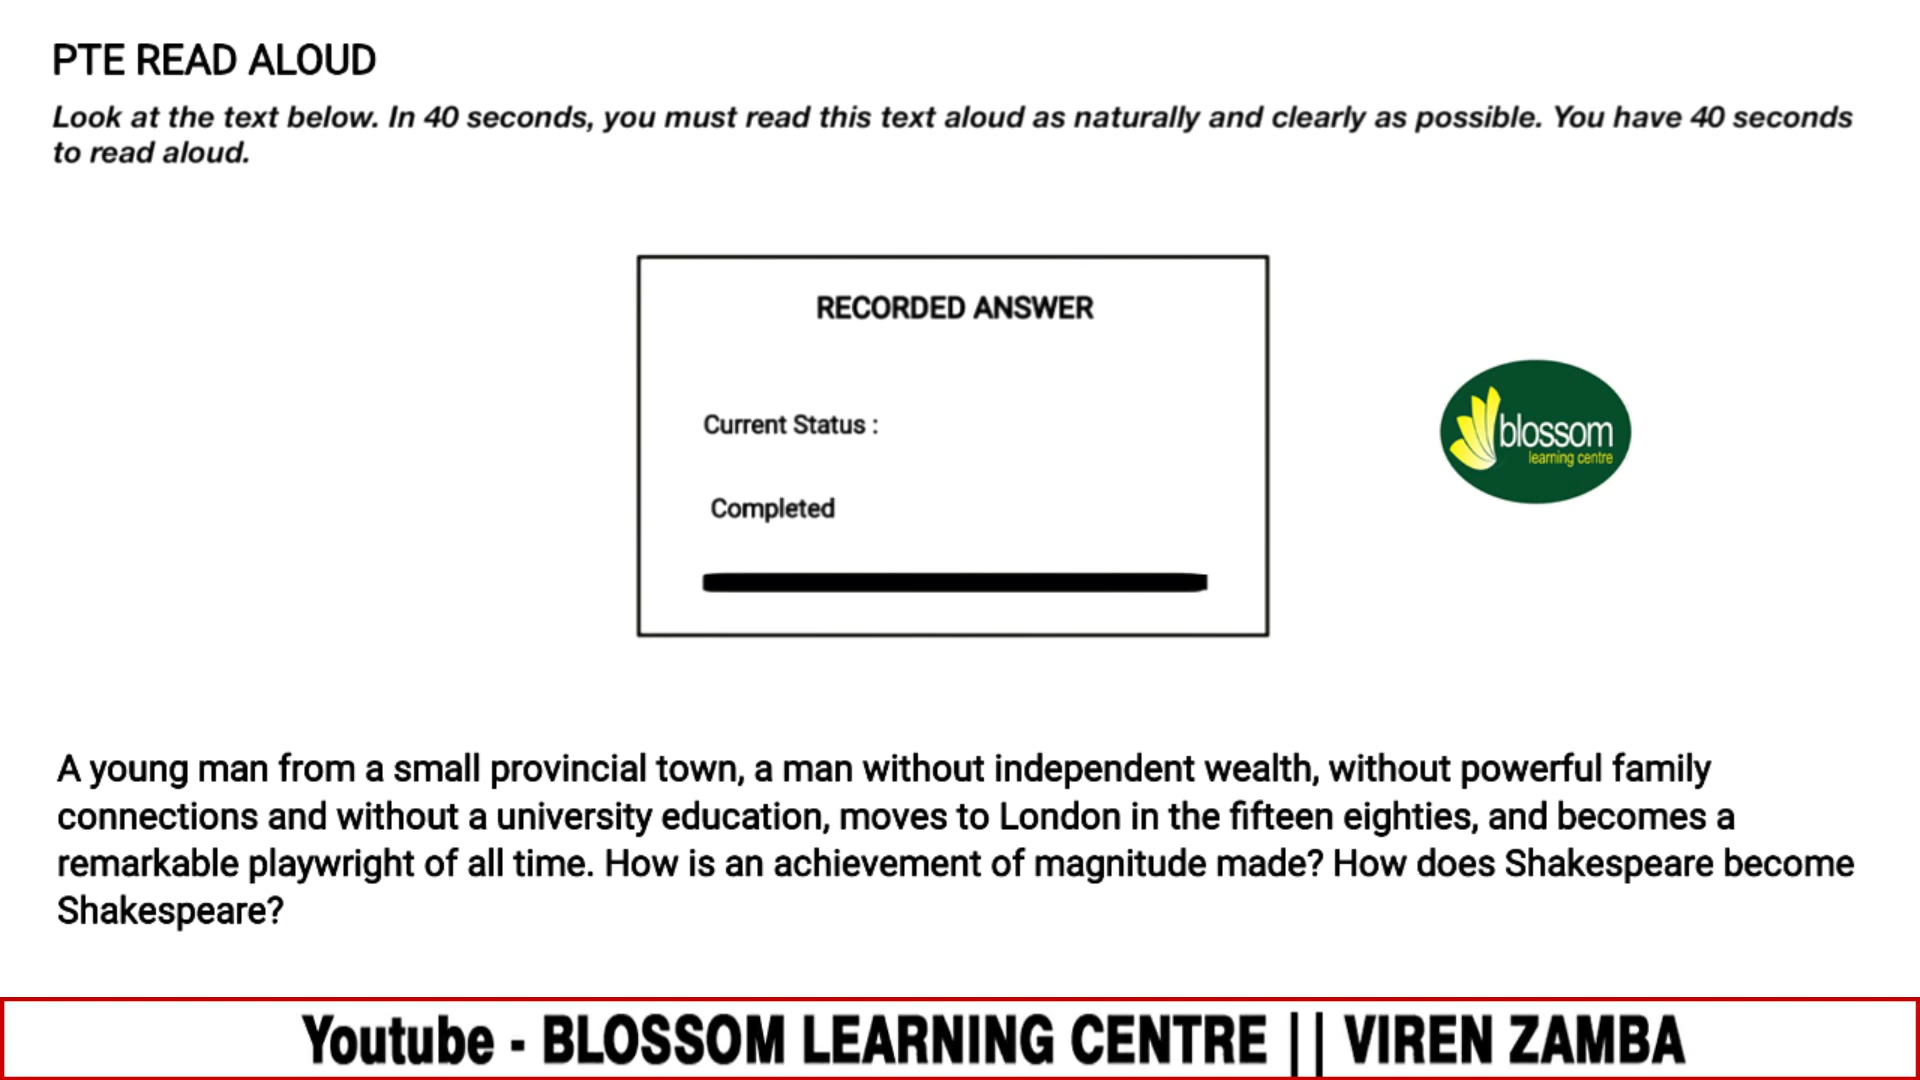 PTE READ ALOUD
Look at the text below. In 40 seconds, you must read this text aloud as naturally and clearly as possible. You have 40 seconds
to read aloud.
RECORDED ANSWER
Current Status :
Completed
blossom
learning centre
A young man from a small provincial town, a man without independent wealth, without powerful family
connections and without a university education, moves to London in the fifteen eighties, and becomes a
remarkable playwright of all time. How is an achievement of magnitude made? How does Shakespeare become
Shakespeare?
Youtube - BLOSSOM LEARNING CENTRE || VIREN ZAMBA